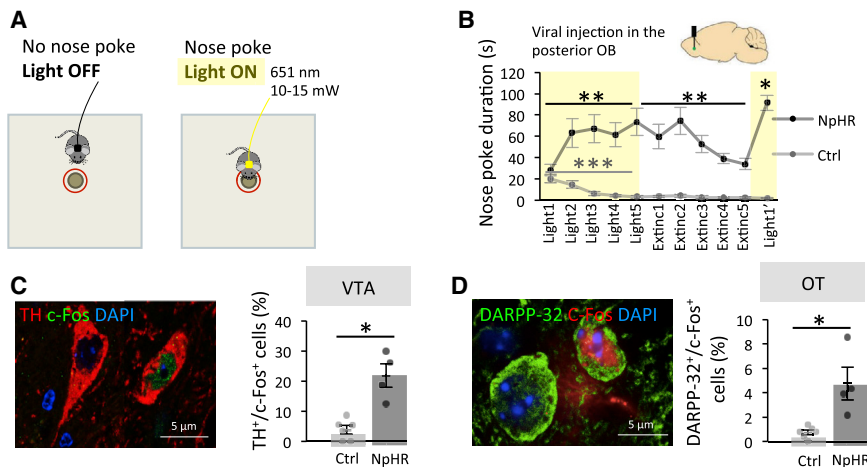 A
No nose poke
Light OFF
Nose poke
Light ON
651 nm
10-15 mW
B
Viral injection in the
posterior OB
Nose poke duration (s)
120
100
80
60
40
20
0
**
**
*
***
NpHR
Ctrl
Light1
Light2
Light3
Light4
Light5
Extinc1
Extinc2
Extinc3
Extinc4
Extinc5
Light1'
C
TH c-Fos DAPI
5 µm
VTA
TH⁺/c-Fos⁺ cells (%)
40
30
20
10
0
*
Ctrl
NpHR
D
DARPP-32 C-Fos DAPI
5 µm
OT
DARPP-32⁺/c-Fos⁺
cells (%)
10
8
6
4
2
0
*
Ctrl
NpHR